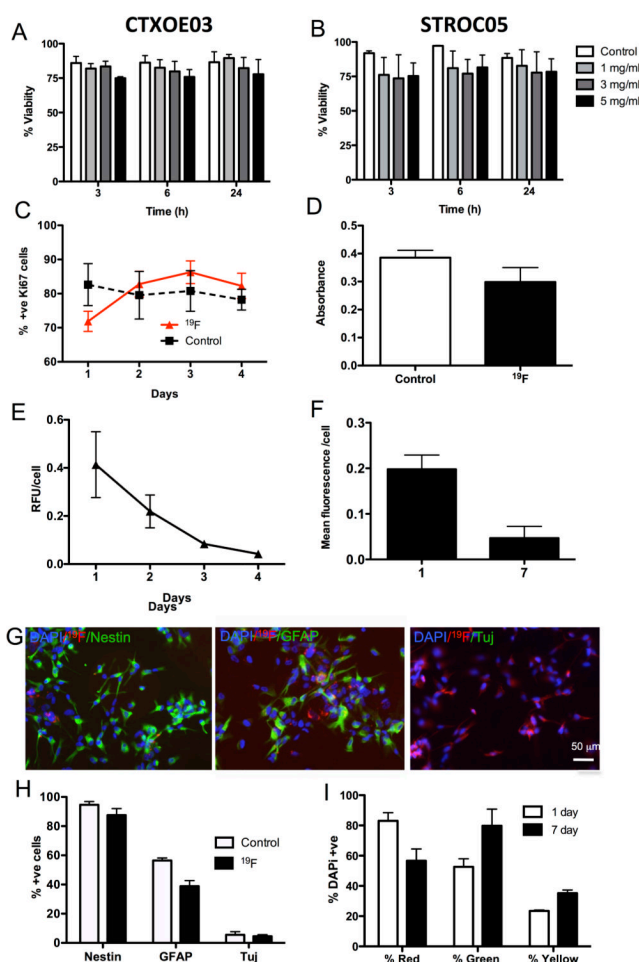 CTXOE03
STROC05
A
% Viability
100
75
50
25
0
3
6
24
Time (h)
B
% Viability
100
75
50
25
0
3
6
24
Time (h)
Control
1 mg/ml
3 mg/ml
5 mg/ml
C
% +ve Ki67 cells
100
90
80
70
60
1
2
3
4
Days
¹⁹F
Control
D
Absorbance
0.5
0.4
0.3
0.2
0.1
0.0
Control
¹⁹F
E
RFU/cell
0.6
0.4
0.2
0.0
1
2
3
4
Days
Days
F
Mean fluorescence /cell
0.3
0.2
0.1
0.0
1
7
G
DAPI/¹⁹F/Nestin
DAPI/¹⁹F/GFAP
DAPI/¹⁹F/Tuj
50 µm
H
% +ve cells
100
80
60
40
20
0
Nestin
GFAP
Tuj
Control
¹⁹F
I
% DAPi +ve
100
80
60
40
20
0
% Red
% Green
% Yellow
1 day
7 day